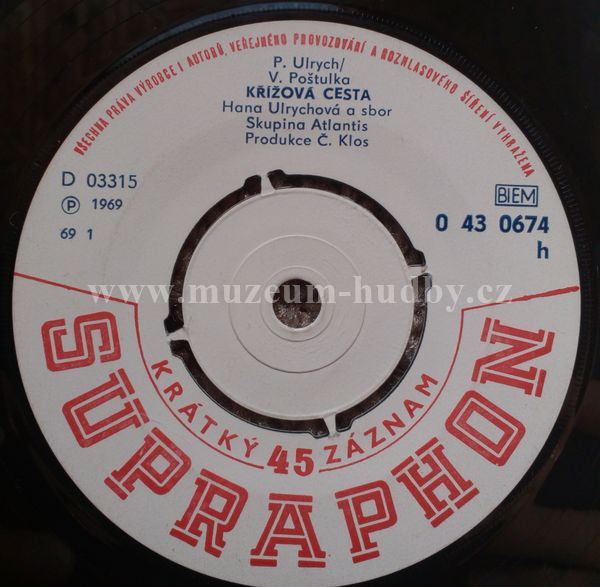 VŠECHNA PRÁVA VÝROBCE I AUTORŮ, VEŘEJNÉHO PROVOZOVÁNÍ A ROZHLASOVÉHO ŠÍŘENÍ VYHRAŽENA
P. Ulrych/
V. Poštulka
KŘÍŽOVÁ CESTA
Hana Ulrychová a sbor
Skupina Atlantis
Produkce Č. Klos
D 03315
℗ 1969
69 1
BIEM
0 43 0674
h
www.muzeum-hudby.cz
KRÁTKÝ 45 ZÁZNAM
SUPRAPHON